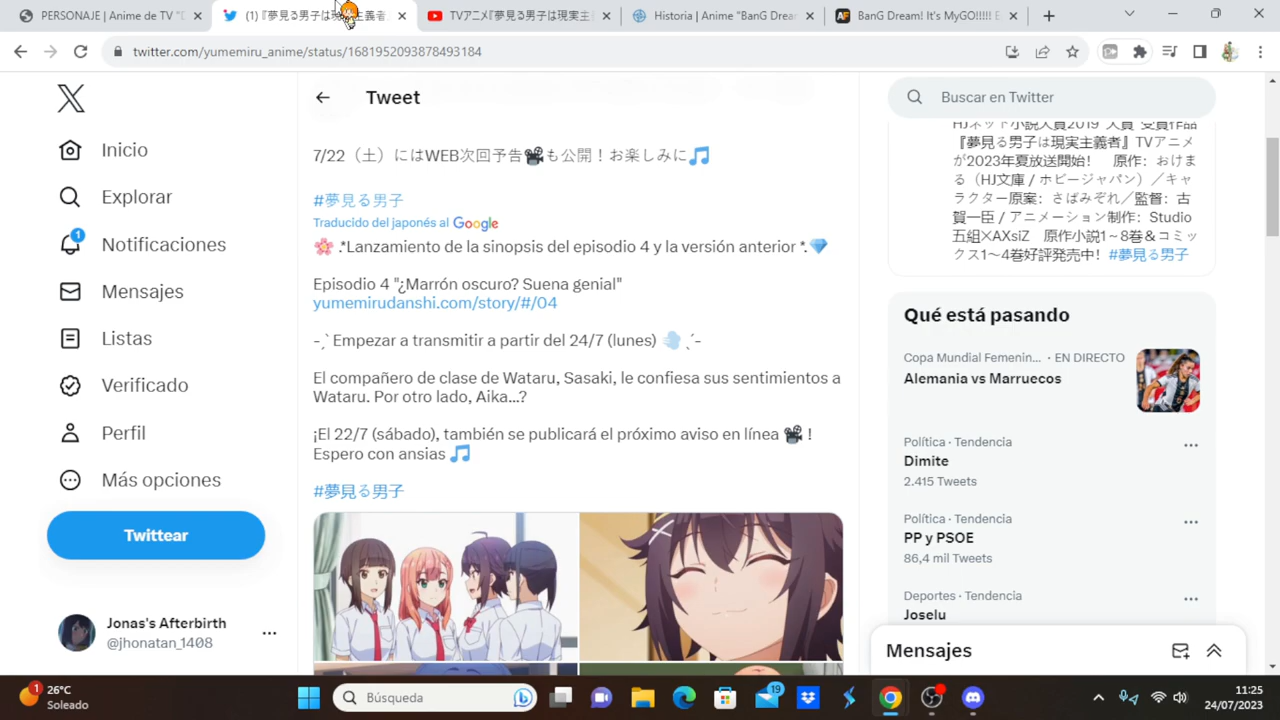 PERSONAJE | Anime de TV "D
(1)『夢見る男子は現実主義者
TVアニメ『夢見る男子は現実主
Historia | Anime "BanG Drea
BanG Dream! It's MyGO!!!!! E
twitter.com/yumemiru_anime/status/1681952093878493184
Inicio
Explorar
1
Notificaciones
Mensajes
Listas
Verificado
Perfil
Más opciones
Twittear
Jonas's Afterbirth
@jhonatan_1408
Tweet
7/22（土）にはWEB次回予告🎥も公開！お楽しみに🎵
#夢見る男子
Traducido del japonés al Google
🌸 .*Lanzamiento de la sinopsis del episodio 4 y la versión anterior *.💎
Episodio 4 "¿Marrón oscuro? Suena genial"
yumemirudanshi.com/story/#/04
-ˏˋ Empezar a transmitir a partir del 24/7 (lunes) 💨 ˎˊ-
El compañero de clase de Wataru, Sasaki, le confiesa sus sentimientos a
Wataru. Por otro lado, Aika...?
¡El 22/7 (sábado), también se publicará el próximo aviso en línea 🎥 !
Espero con ansias 🎵
#夢見る男子
Buscar en Twitter
HJネット小説大賞2019“大賞”受賞作品
『夢見る男子は現実主義者』TVアニメ
が2023年夏放送開始！ 原作：おけま
る（HJ文庫 / ホビージャパン）／キャ
ラクター原案：さばみぞれ／監督：古
賀一臣 / アニメーション制作：Studio
五組×AXsiZ 原作小説1～8巻＆コミッ
クス1～4巻好評発売中！ #夢見る男子
Qué está pasando
Copa Mundial Femenin... · EN DIRECTO
Alemania vs Marruecos
Política · Tendencia
Dimite
2.415 Tweets
Política · Tendencia
PP y PSOE
86,4 mil Tweets
Deportes · Tendencia
Joselu
Mensajes
1
26°C
Soleado
Búsqueda
19
11:25
24/07/2023